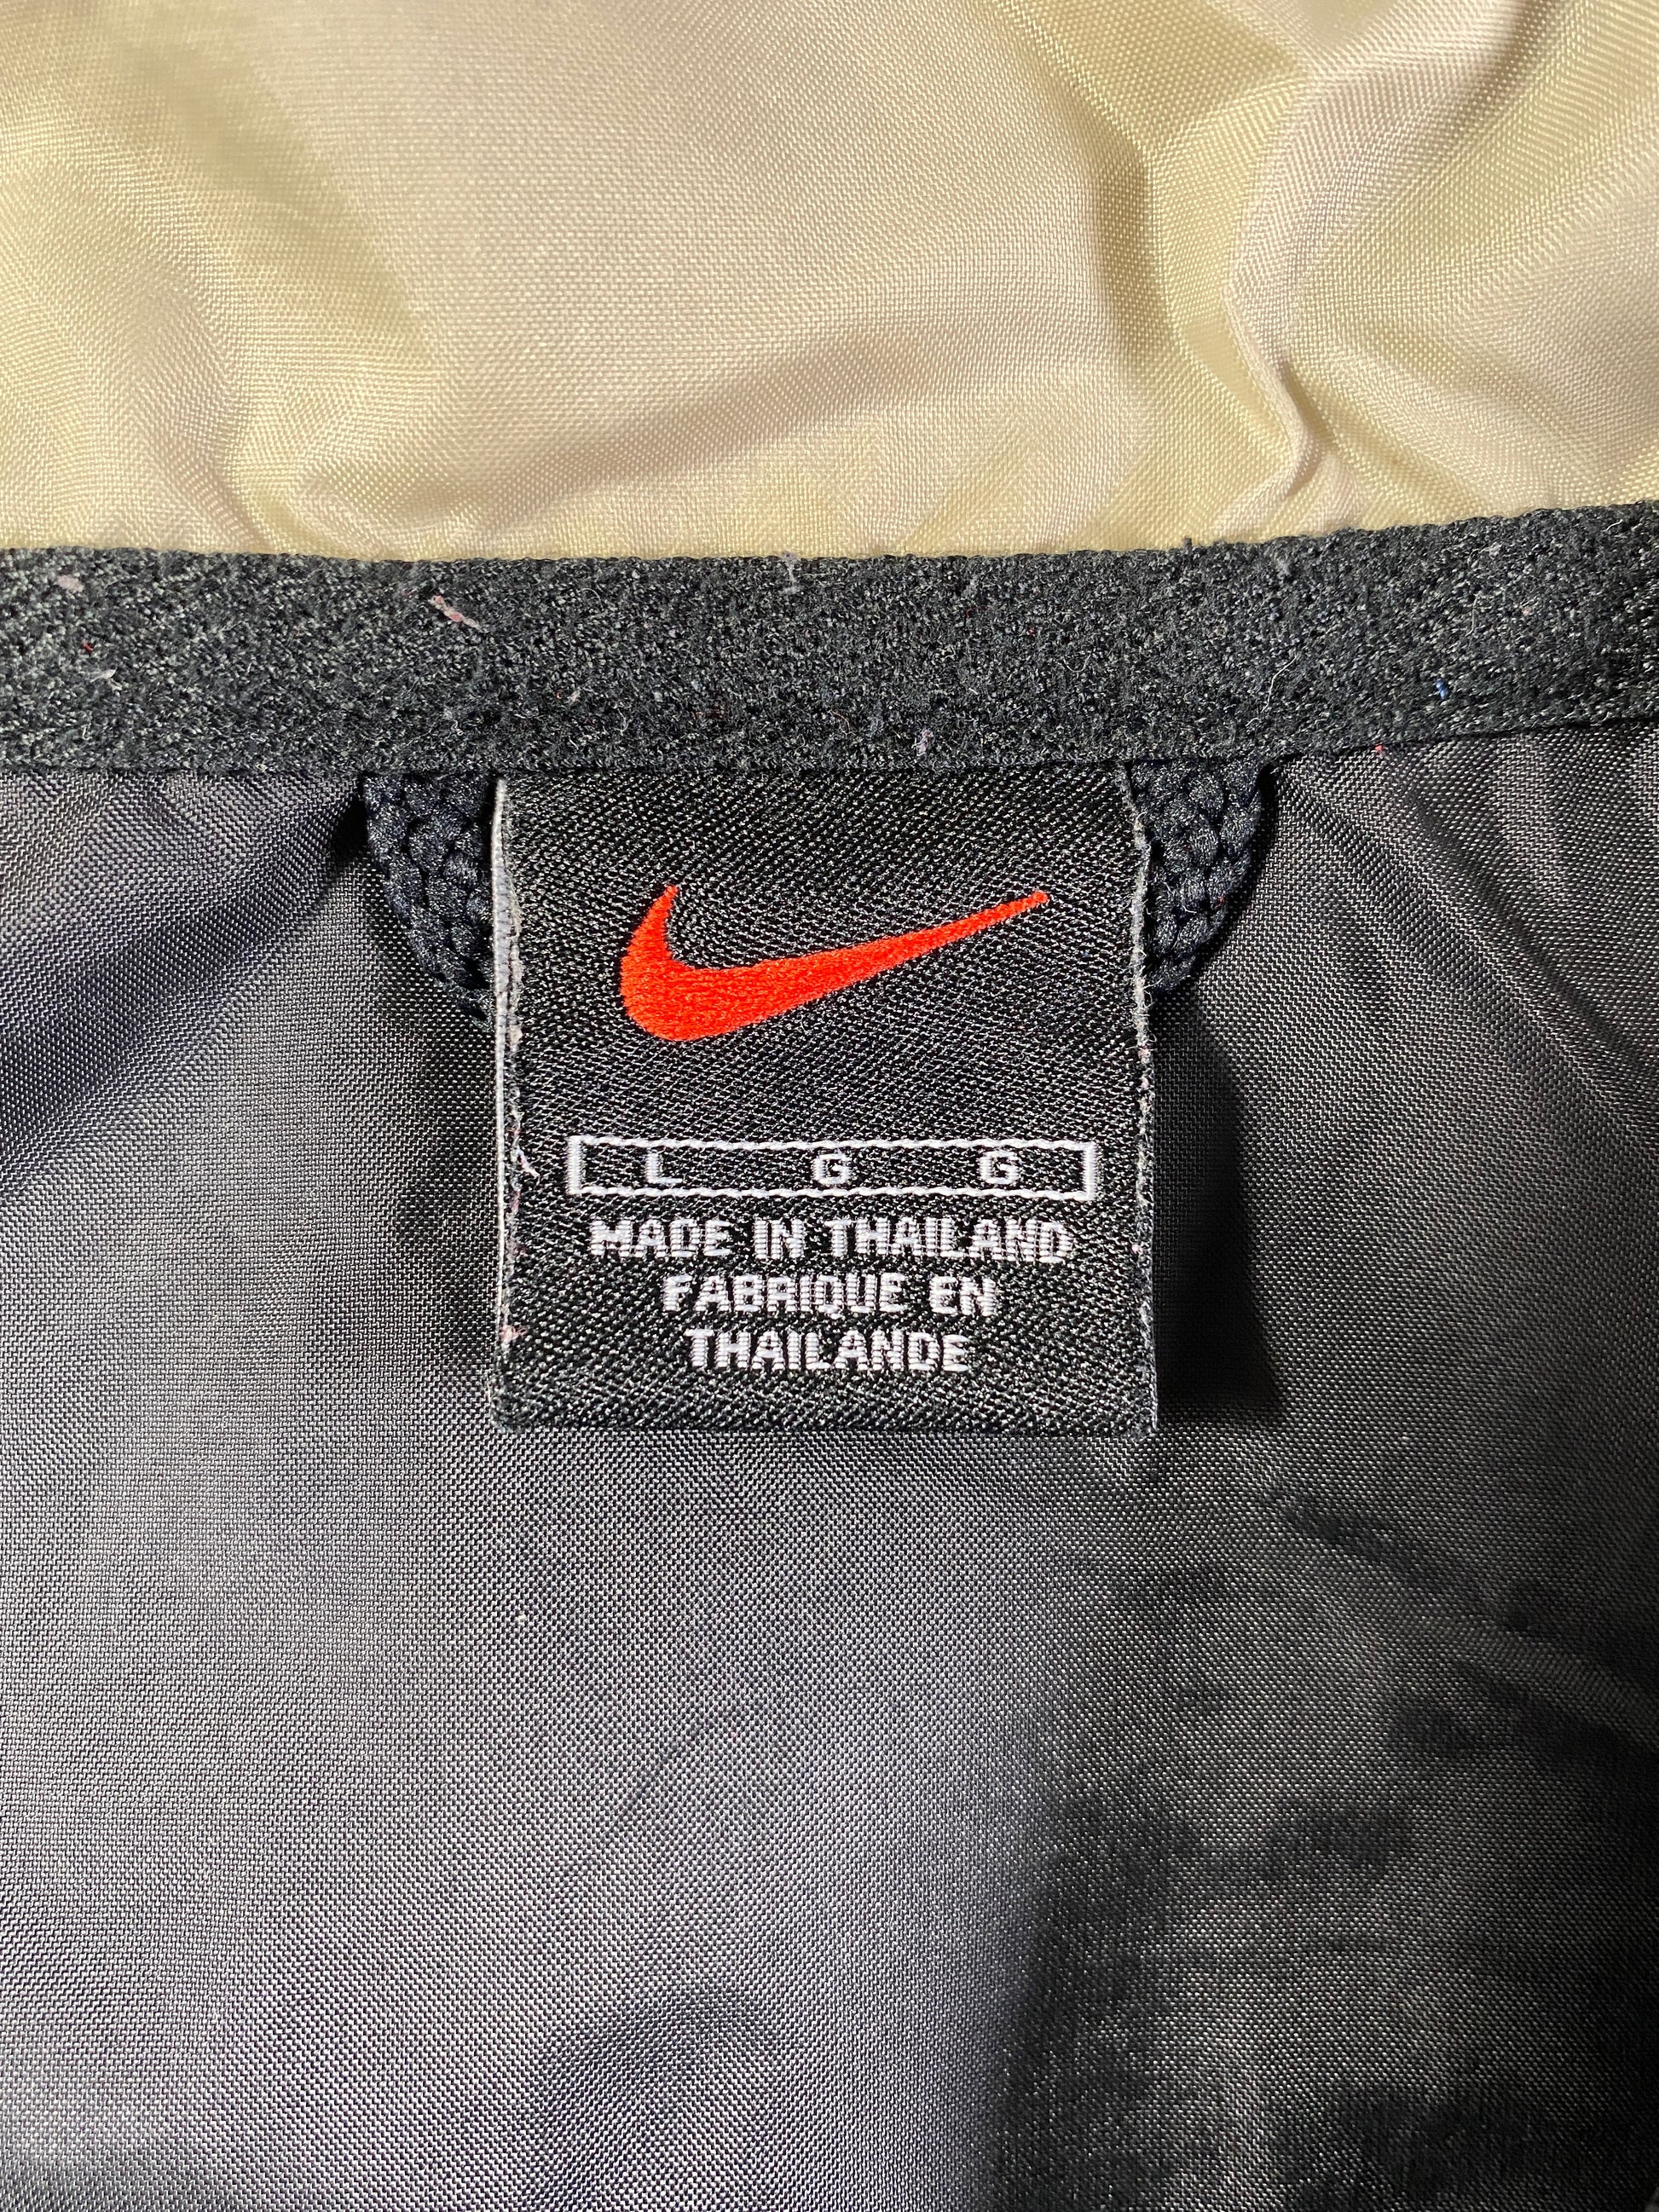 L G G
MADE IN THAILAND
FABRIQUE EN
THAILANDE